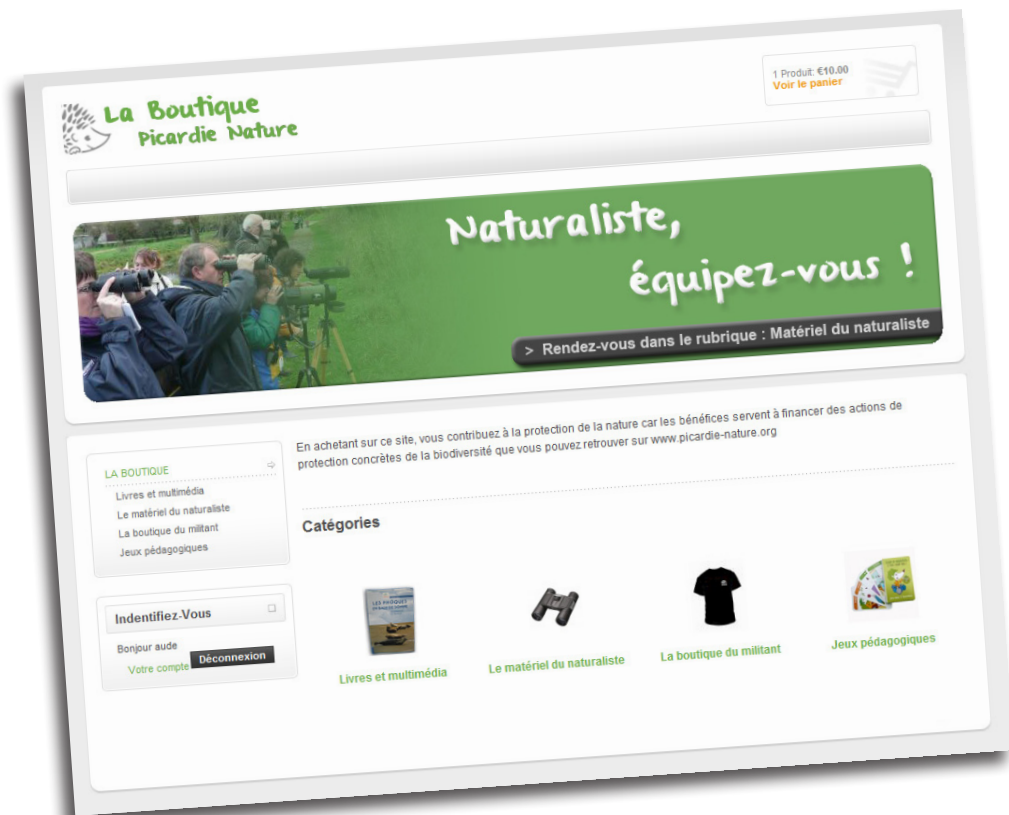 La Boutique
Picardie Nature
1 Produit: €10.00
Voir le panier
Naturaliste,
équipez-vous !
> Rendez-vous dans le rubrique : Matériel du naturaliste
LA BOUTIQUE
Livres et multimédia
Le matériel du naturaliste
La boutique du militant
Jeux pédagogiques
Indentifiez-Vous
Bonjour aude
Votre compte
Déconnexion
En achetant sur ce site, vous contribuez à la protection de la nature car les bénéfices servent à financer des actions de
protection concrètes de la biodiversité que vous pouvez retrouver sur www.picardie-nature.org
Catégories
LES PHOQUES
Livres et multimédia
Le matériel du naturaliste
La boutique du militant
Jeux pédagogiques